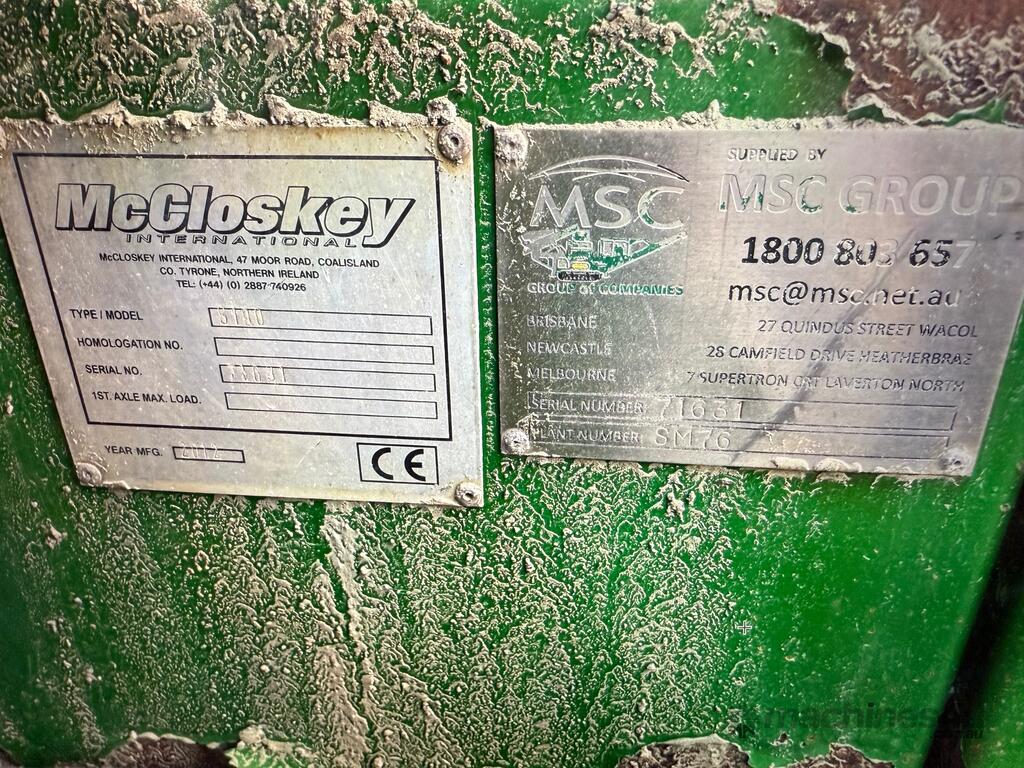 McCloskey
INTERNATIONAL
McCLOSKEY INTERNATIONAL, 47 MOOR ROAD, COALISLAND
CO. TYRONE, NORTHERN IRELAND
TEL: (+44) (0) 2887 740926
TYPE / MODEL
HOMOLOGATION NO.
SERIAL NO.
1ST. AXLE MAX. LOAD.
YEAR MFG. 2012
CE
MSC
GROUP OF COMPANIES
SUPPLIED BY
MSC GROUP
1800 803 657
msc@msc.net.au
BRISBANE 27 QUINDUS STREET WACOL
NEWCASTLE 28 CAMFIELD DRIVE HEATHERBRAE
MELBOURNE 7 SUPERTRON CRT LAVERTON NORTH
SERIAL NUMBER: 71631
PLANT NUMBER: SM76